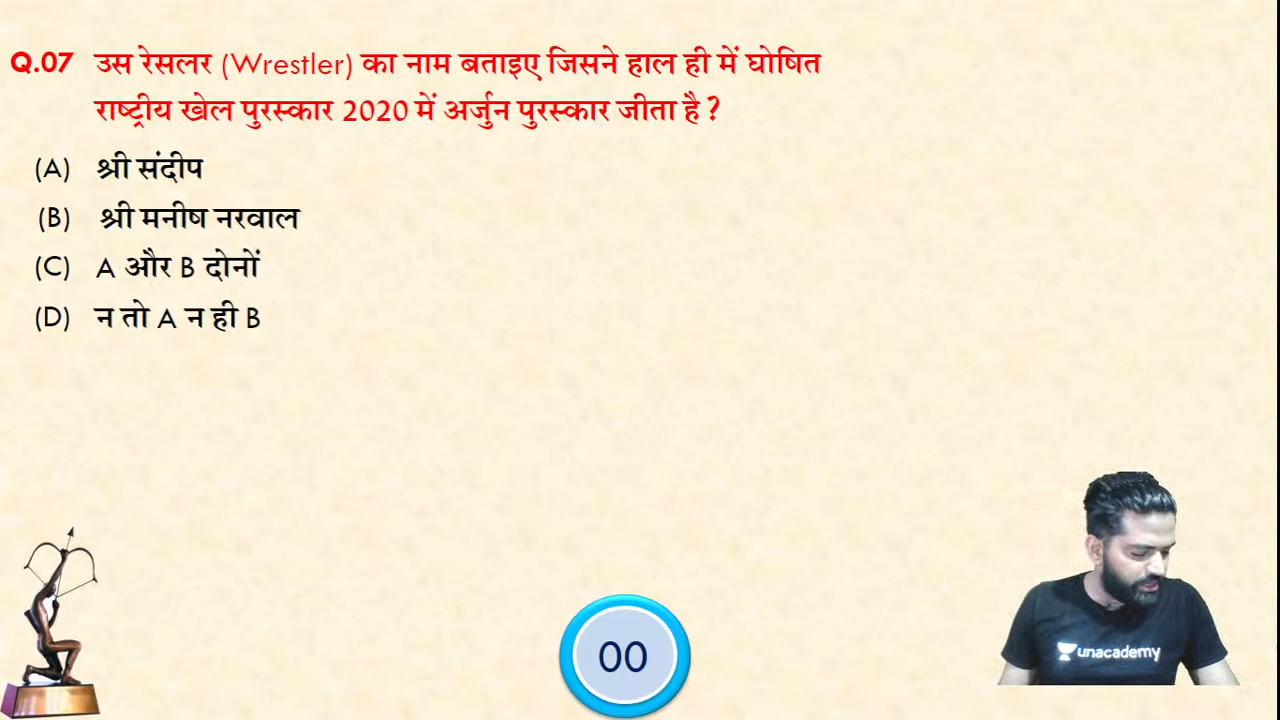 Q.07 उस रेसलर (Wrestler) का नाम बताइए जिसने हाल ही में घोषित
राष्ट्रीय खेल पुरस्कार 2020 में अर्जुन पुरस्कार जीता है ?
(A) श्री संदीप
(B) श्री मनीष नरवाल
(C) A और B दोनों
(D) न तो A न ही B
00
unacademy